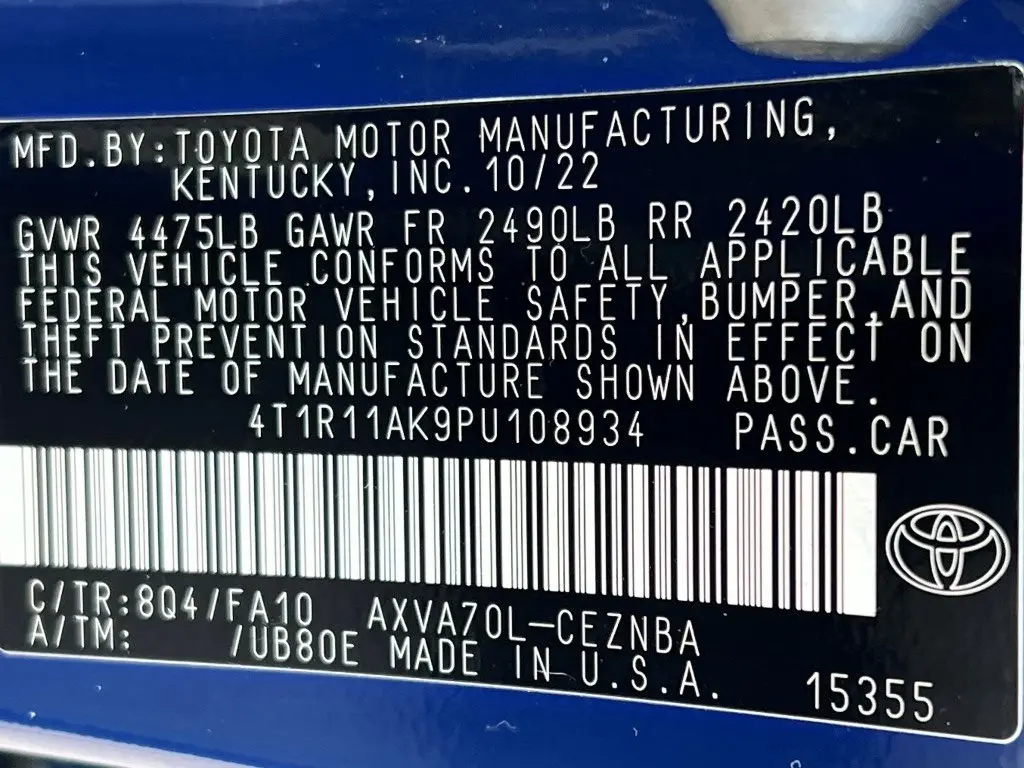 MFD.BY:TOYOTA MOTOR MANUFACTURING,
KENTUCKY,INC.10/22
GVWR 4475LB GAWR FR 2490LB RR 2420LB
THIS VEHICLE CONFORMS TO ALL APPLICABLE
FEDERAL MOTOR VEHICLE SAFETY,BUMPER,AND
THEFT PREVENTION STANDARDS IN EFFECT ON
THE DATE OF MANUFACTURE SHOWN ABOVE.
4T1R11AK9PU108934 PASS.CAR
C/TR:8Q4/FA10 AXVA70L-CEZNBA
A/TM: /UB80E MADE IN U.S.A.
15355